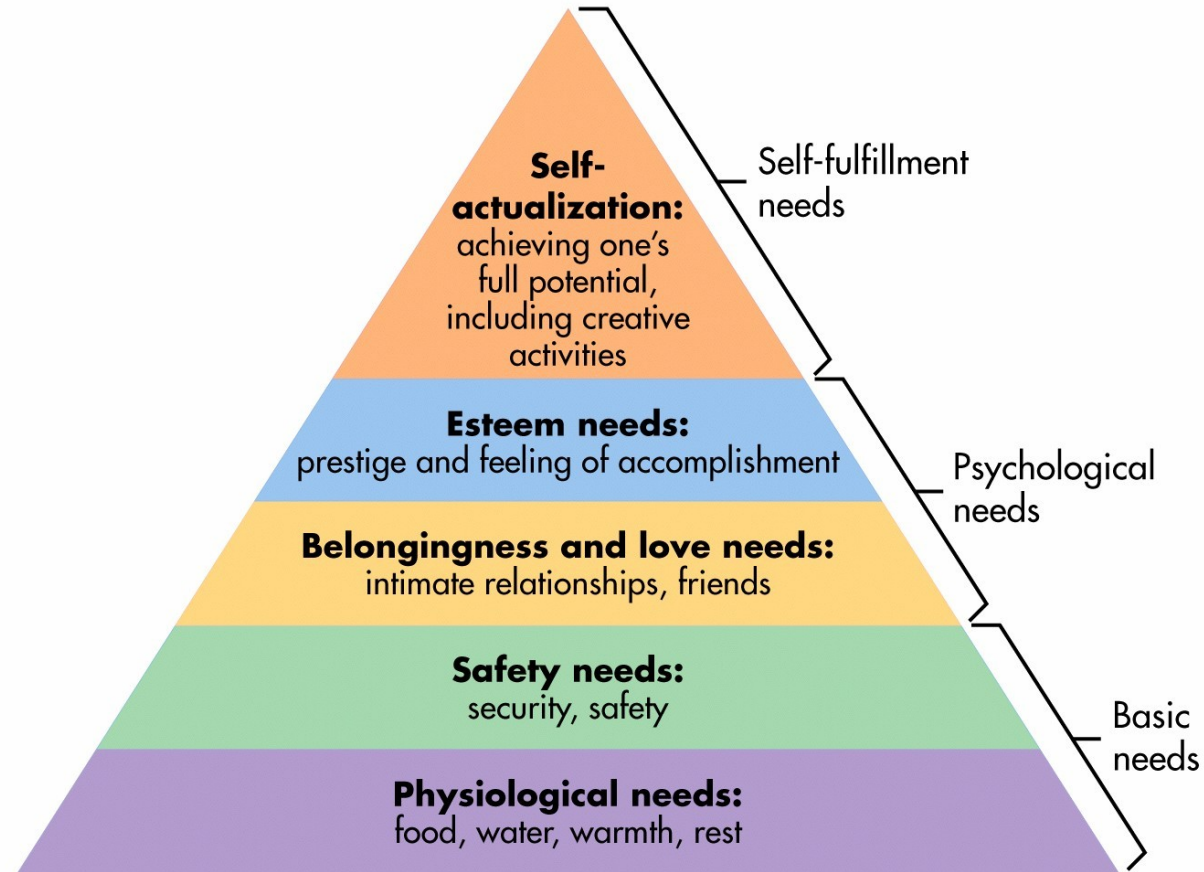 Self-
actualization:
achieving one’s
full potential,
including creative
activities
Self-fulfillment
needs
Esteem needs:
prestige and feeling of accomplishment
Psychological
needs
Belongingness and love needs:
intimate relationships, friends
Safety needs:
security, safety
Basic
needs
Physiological needs:
food, water, warmth, rest